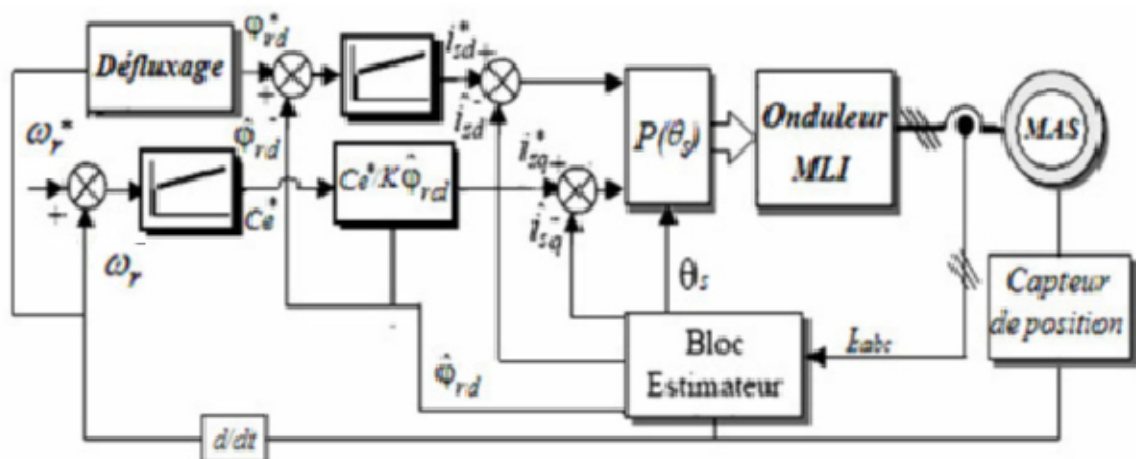 φ*rd
Défluxage
i*sd
+
-
+
-
isd
ωr*
φ̂rd
P(θs)
Onduleur
MLI
MAS
i*sq
+
Ce*/Kφ̂rd
Ce*
+
-
-
isq
ωr
θs
Capteur
de position
Bloc
Estimateur
Iabc
φ̂rd
d/dt